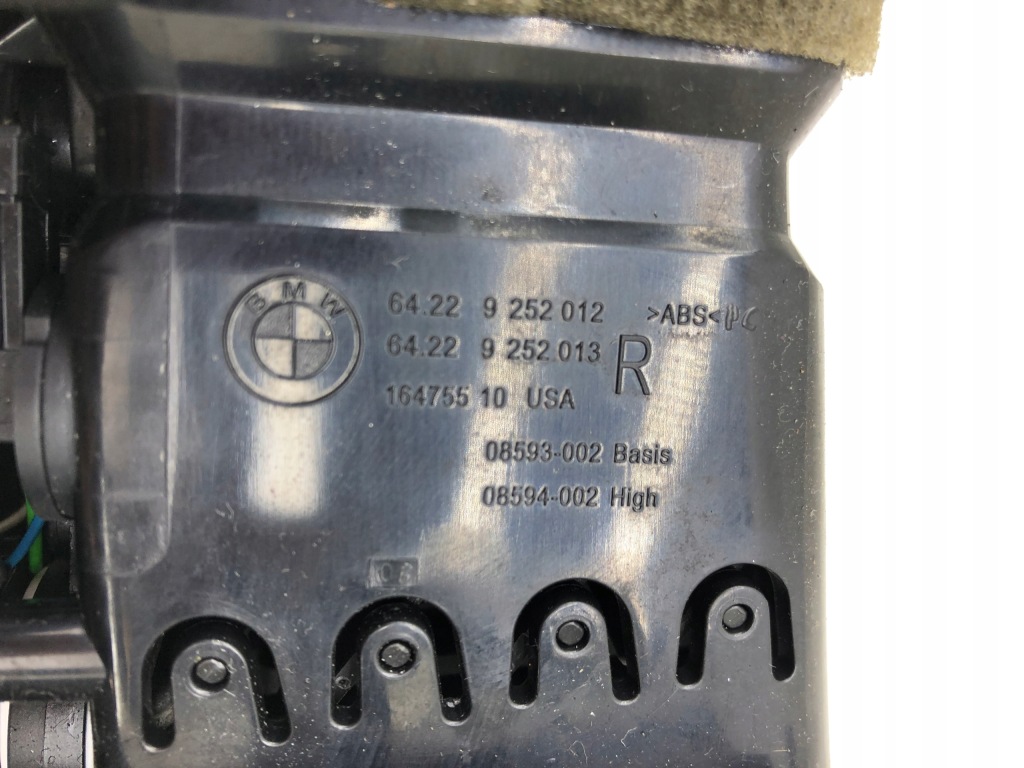 BMW
64.22 9 252 012 >ABS<PC
64.22 9 252.013 R
164755 10 USA
08593-002 Basis
08594-002 High